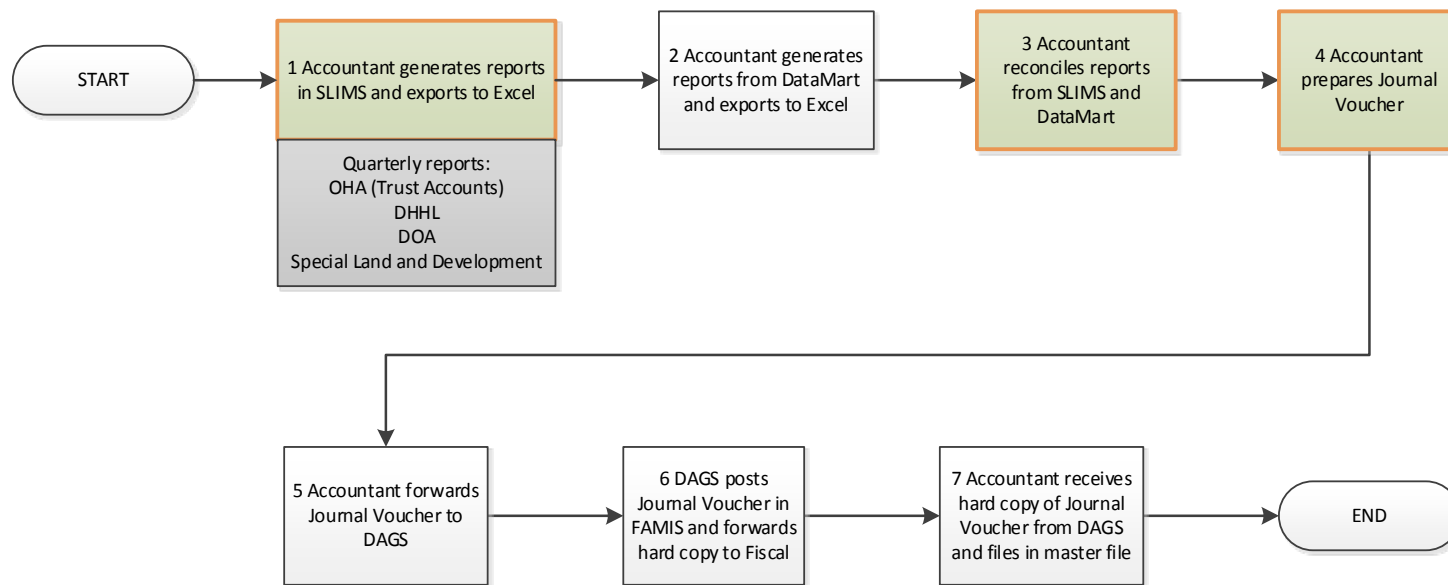 START
1 Accountant generates reports
in SLIMS and exports to Excel
Quarterly reports:
OHA (Trust Accounts)
DHHL
DOA
Special Land and Development
2 Accountant generates
reports from DataMart
and exports to Excel
3 Accountant
reconciles reports
from SLIMS and
DataMart
4 Accountant
prepares Journal
Voucher
5 Accountant forwards
Journal Voucher to
DAGS
6 DAGS posts
Journal Voucher in
FAMIS and forwards
hard copy to Fiscal
7 Accountant receives
hard copy of Journal
Voucher from DAGS
and files in master file
END